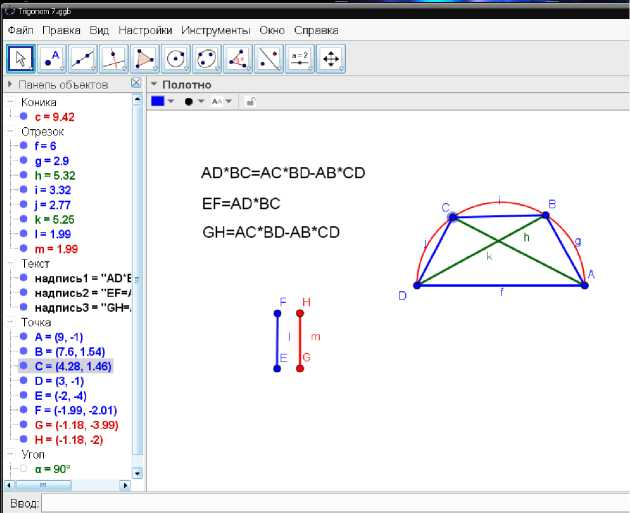 Trigonom 7.ggb
Файл Правка Вид Настройки Инструменты Окно Справка
A
a = 2
Панель объектов
Полотно
Коника
c = 9.42
Отрезок
f = 6
g = 2.9
h = 5.32
i = 3.32
j = 2.77
k = 5.26
l = 1.99
m = 1.99
Текст
надпись1 = "AD*B
надпись2 = "EF=A
надпись3 = "GH=.
Точка
A = (9, -1)
B = (7.6, 1.54)
C = (4.28, 1.46)
D = (3, -1)
E = (-2, -4)
F = (-1.99, -2.01)
G = (-1.18, -3.99)
H = (-1.18, -2)
Угол
α = 90°
AA
AD*BC=AC*BD-AB*CD
EF=AD*BC
GH=AC*BD-AB*CD
i
C
B
j
h
g
k
D
f
A
F H
l m
E G
Ввод: